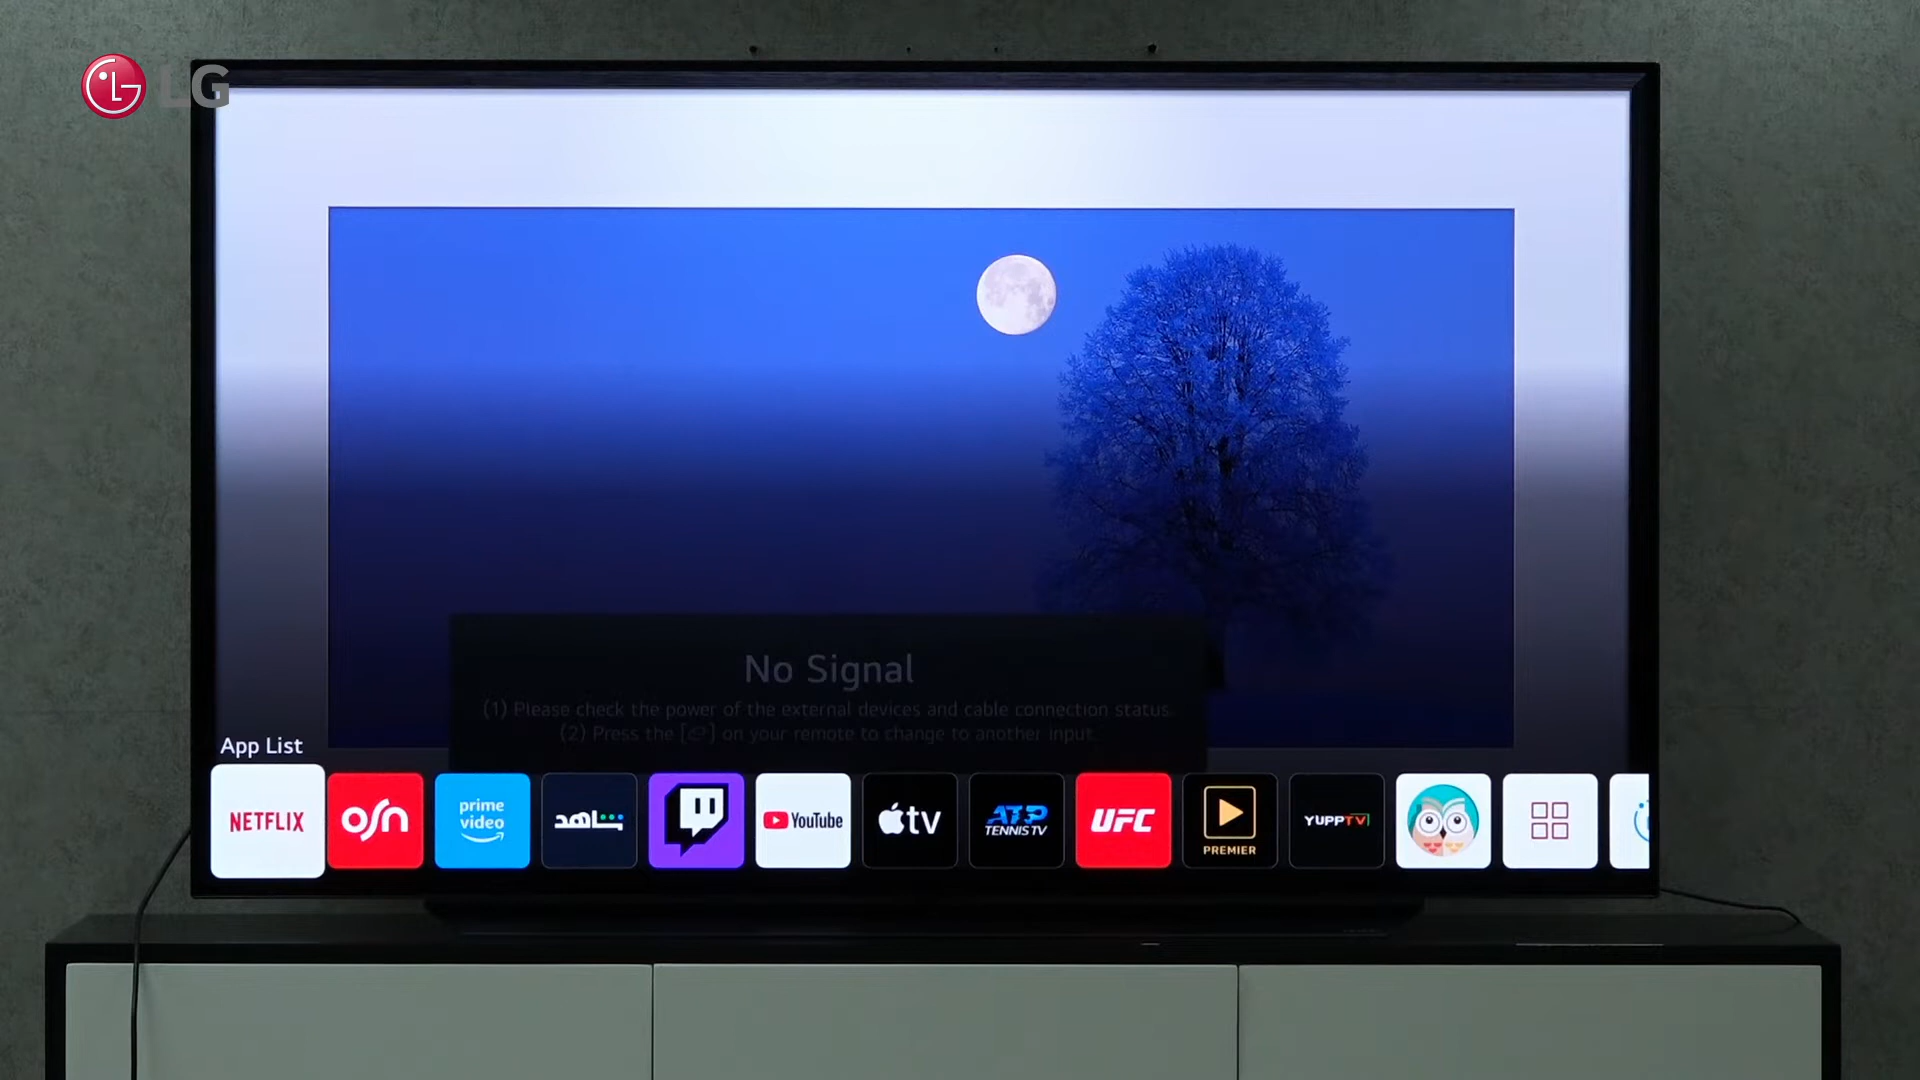 LG
No Signal
(1) Please check the power of the external devices and cable connection status.
(2) Press the [ ] on your remote to change to another input.
App List
NETFLIX
osn
prime video
شاهد
YouTube
tv
ATP TENNIS TV
UFC
PREMIER
YUPPTV